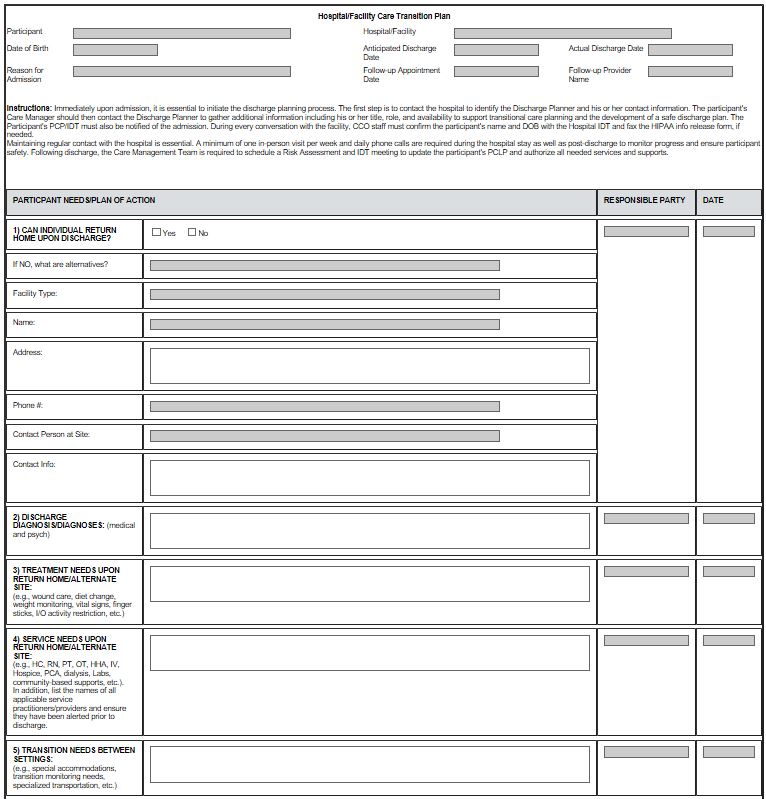 Hospital/Facility Care Transition Plan
Participant
Hospital/Facility
Date of Birth
Anticipated Discharge
Date
Actual Discharge Date
Reason for
Admission
Follow-up Appointment
Date
Follow-up Provider
Name
Instructions: Immediately upon admission, it is essential to initiate the discharge planning process. The first step is to contact the hospital to identify the Discharge Planner and his or her contact information. The participant's
Care Manager should then contact the Discharge Planner to gather additional information including his or her title, role, and availability to support transitional care planning and the development of a safe discharge plan. The
Participant's PCP/IDT must also be notified of the admission. During every conversation with the facility, CCO staff must confirm the participant's name and DOB with the Hospital IDT and fax the HIPAA info release form, if
needed.
Maintaining regular contact with the hospital is essential. A minimum of one in-person visit per week and daily phone calls are required during the hospital stay as well as post-discharge to monitor progress and ensure participant
safety. Following discharge, the Care Management Team is required to schedule a Risk Assessment and IDT meeting to update the participant's PCLP and authorize all needed services and supports.
PARTICPANT NEEDS/PLAN OF ACTION
RESPONSIBLE PARTY
DATE
1) CAN INDIVIDUAL RETURN
HOME UPON DISCHARGE?
Yes
No
If NO, what are alternatives?
Facility Type:
Name:
Address:
Phone #:
Contact Person at Site:
Contact Info:
2) DISCHARGE
DIAGNOSIS/DIAGNOSES: (medical
and psych)
3) TREATMENT NEEDS UPON
RETURN HOME/ALTERNATE
SITE:
(e.g., wound care, diet change,
weight monitoring, vital signs, finger
sticks, I/O activity restriction, etc.)
4) SERVICE NEEDS UPON
RETURN HOME/ALTERNATE
SITE:
(e.g., HC, RN, PT, OT, HHA, IV,
Hospice, PCA, dialysis, Labs,
community-based supports, etc.).
In addition, list the names of all
applicable service
practitioners/providers and ensure
they have been alerted prior to
discharge.
5) TRANSITION NEEDS BETWEEN
SETTINGS:
(e.g., special accommodations,
transition monitoring needs,
specialized transportation, etc.)